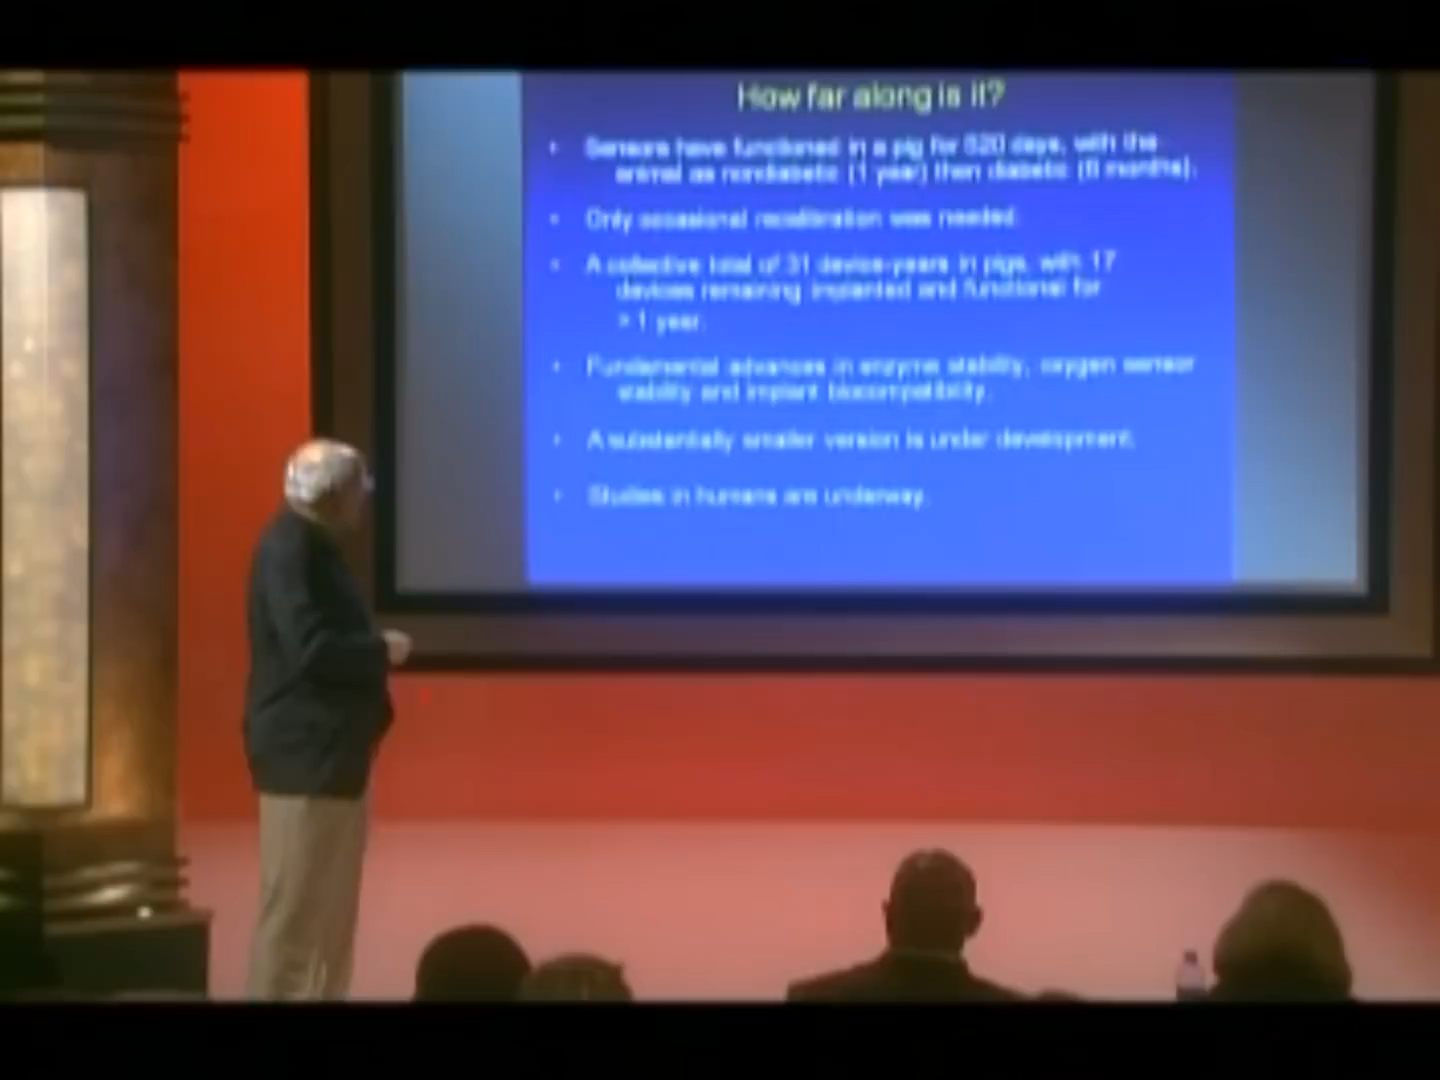 How far along is it?
• Sensors have functioned in a pig for 520 days, with the
animal as nondiabetic (1 year) then diabetic (6 months).
• Only occasional recalibration was needed.
• A collective total of 31 device-years in pigs, with 17
devices remaining implanted and functional for
> 1 year.
• Fundamental advances in enzyme stability, oxygen sensor
stability and implant biocompatibility.
• A substantially smaller version is under development.
• Studies in humans are underway.